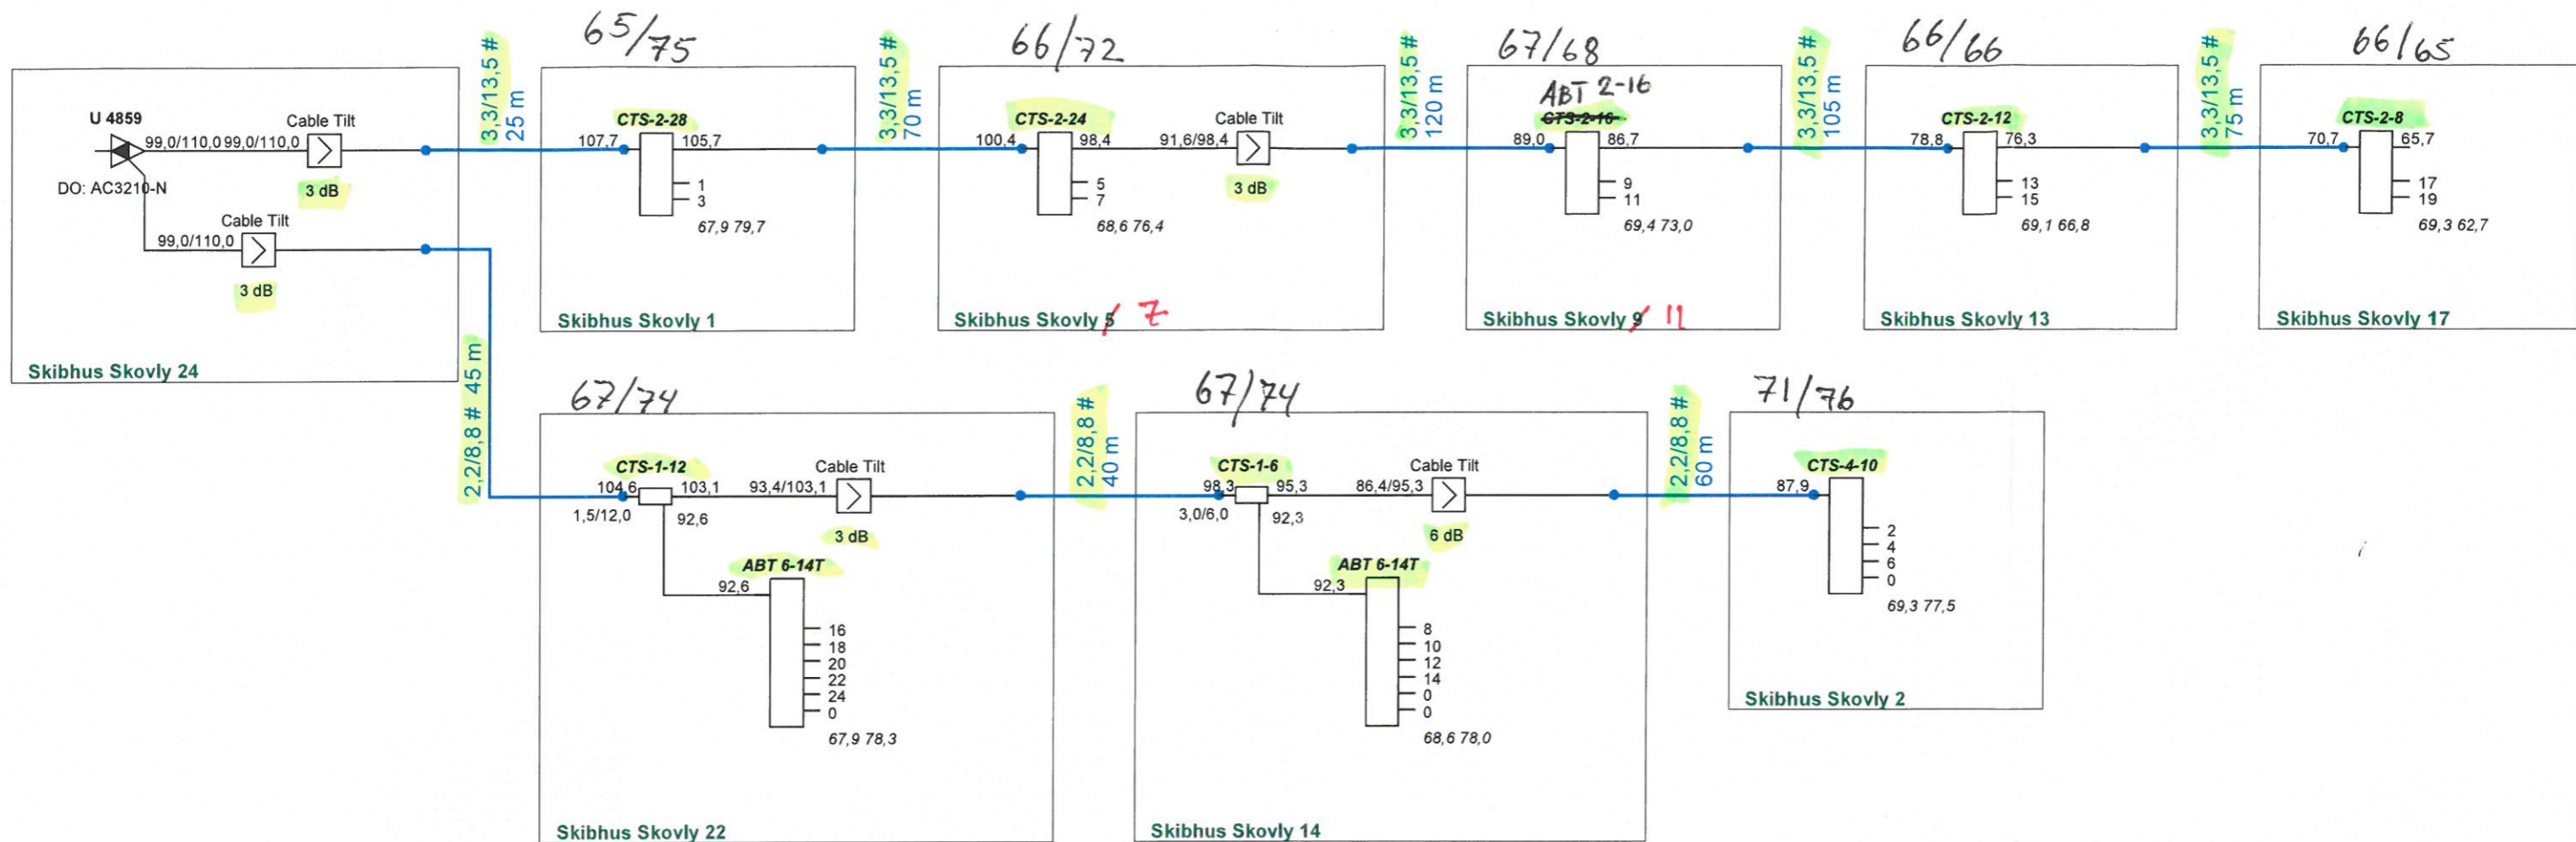 U 4859
99,0/110,0
99,0/110,0
Cable Tilt
3 dB
DO: AC3210-N
Cable Tilt
99,0/110,0
3 dB
Skibhus Skovly 24
3,3/13,5 #
25 m
65/75
CTS-2-28
107,7
105,7
1
3
67,9 79,7
Skibhus Skovly 1
3,3/13,5 #
70 m
66/72
CTS-2-24
100,4
98,4
5
7
68,6 76,4
Cable Tilt
91,6/98,4
3 dB
Skibhus Skovly 5 7
3,3/13,5 #
120 m
67/68
ABT 2-16
CTS-2-16
89,0
86,7
9
11
69,4 73,0
Skibhus Skovly 9 11
3,3/13,5 #
105 m
66/66
CTS-2-12
78,8
76,3
13
15
69,1 66,8
Skibhus Skovly 13
3,3/13,5 #
75 m
66/65
CTS-2-8
70,7
65,7
17
19
69,3 62,7
Skibhus Skovly 17
2,2/8,8 # 45 m
67/74
CTS-1-12
104,6
103,1
1,5/12,0
92,6
Cable Tilt
93,4/103,1
3 dB
ABT 6-14T
92,6
16
18
20
22
24
0
67,9 78,3
Skibhus Skovly 22
2,2/8,8 #
40 m
67/74
CTS-1-6
98,3
95,3
3,0/6,0
92,3
Cable Tilt
86,4/95,3
6 dB
ABT 6-14T
92,3
8
10
12
14
0
0
68,6 78,0
Skibhus Skovly 14
2,2/8,8 #
60 m
71/76
CTS-4-10
87,9
2
4
6
0
69,3 77,5
Skibhus Skovly 2